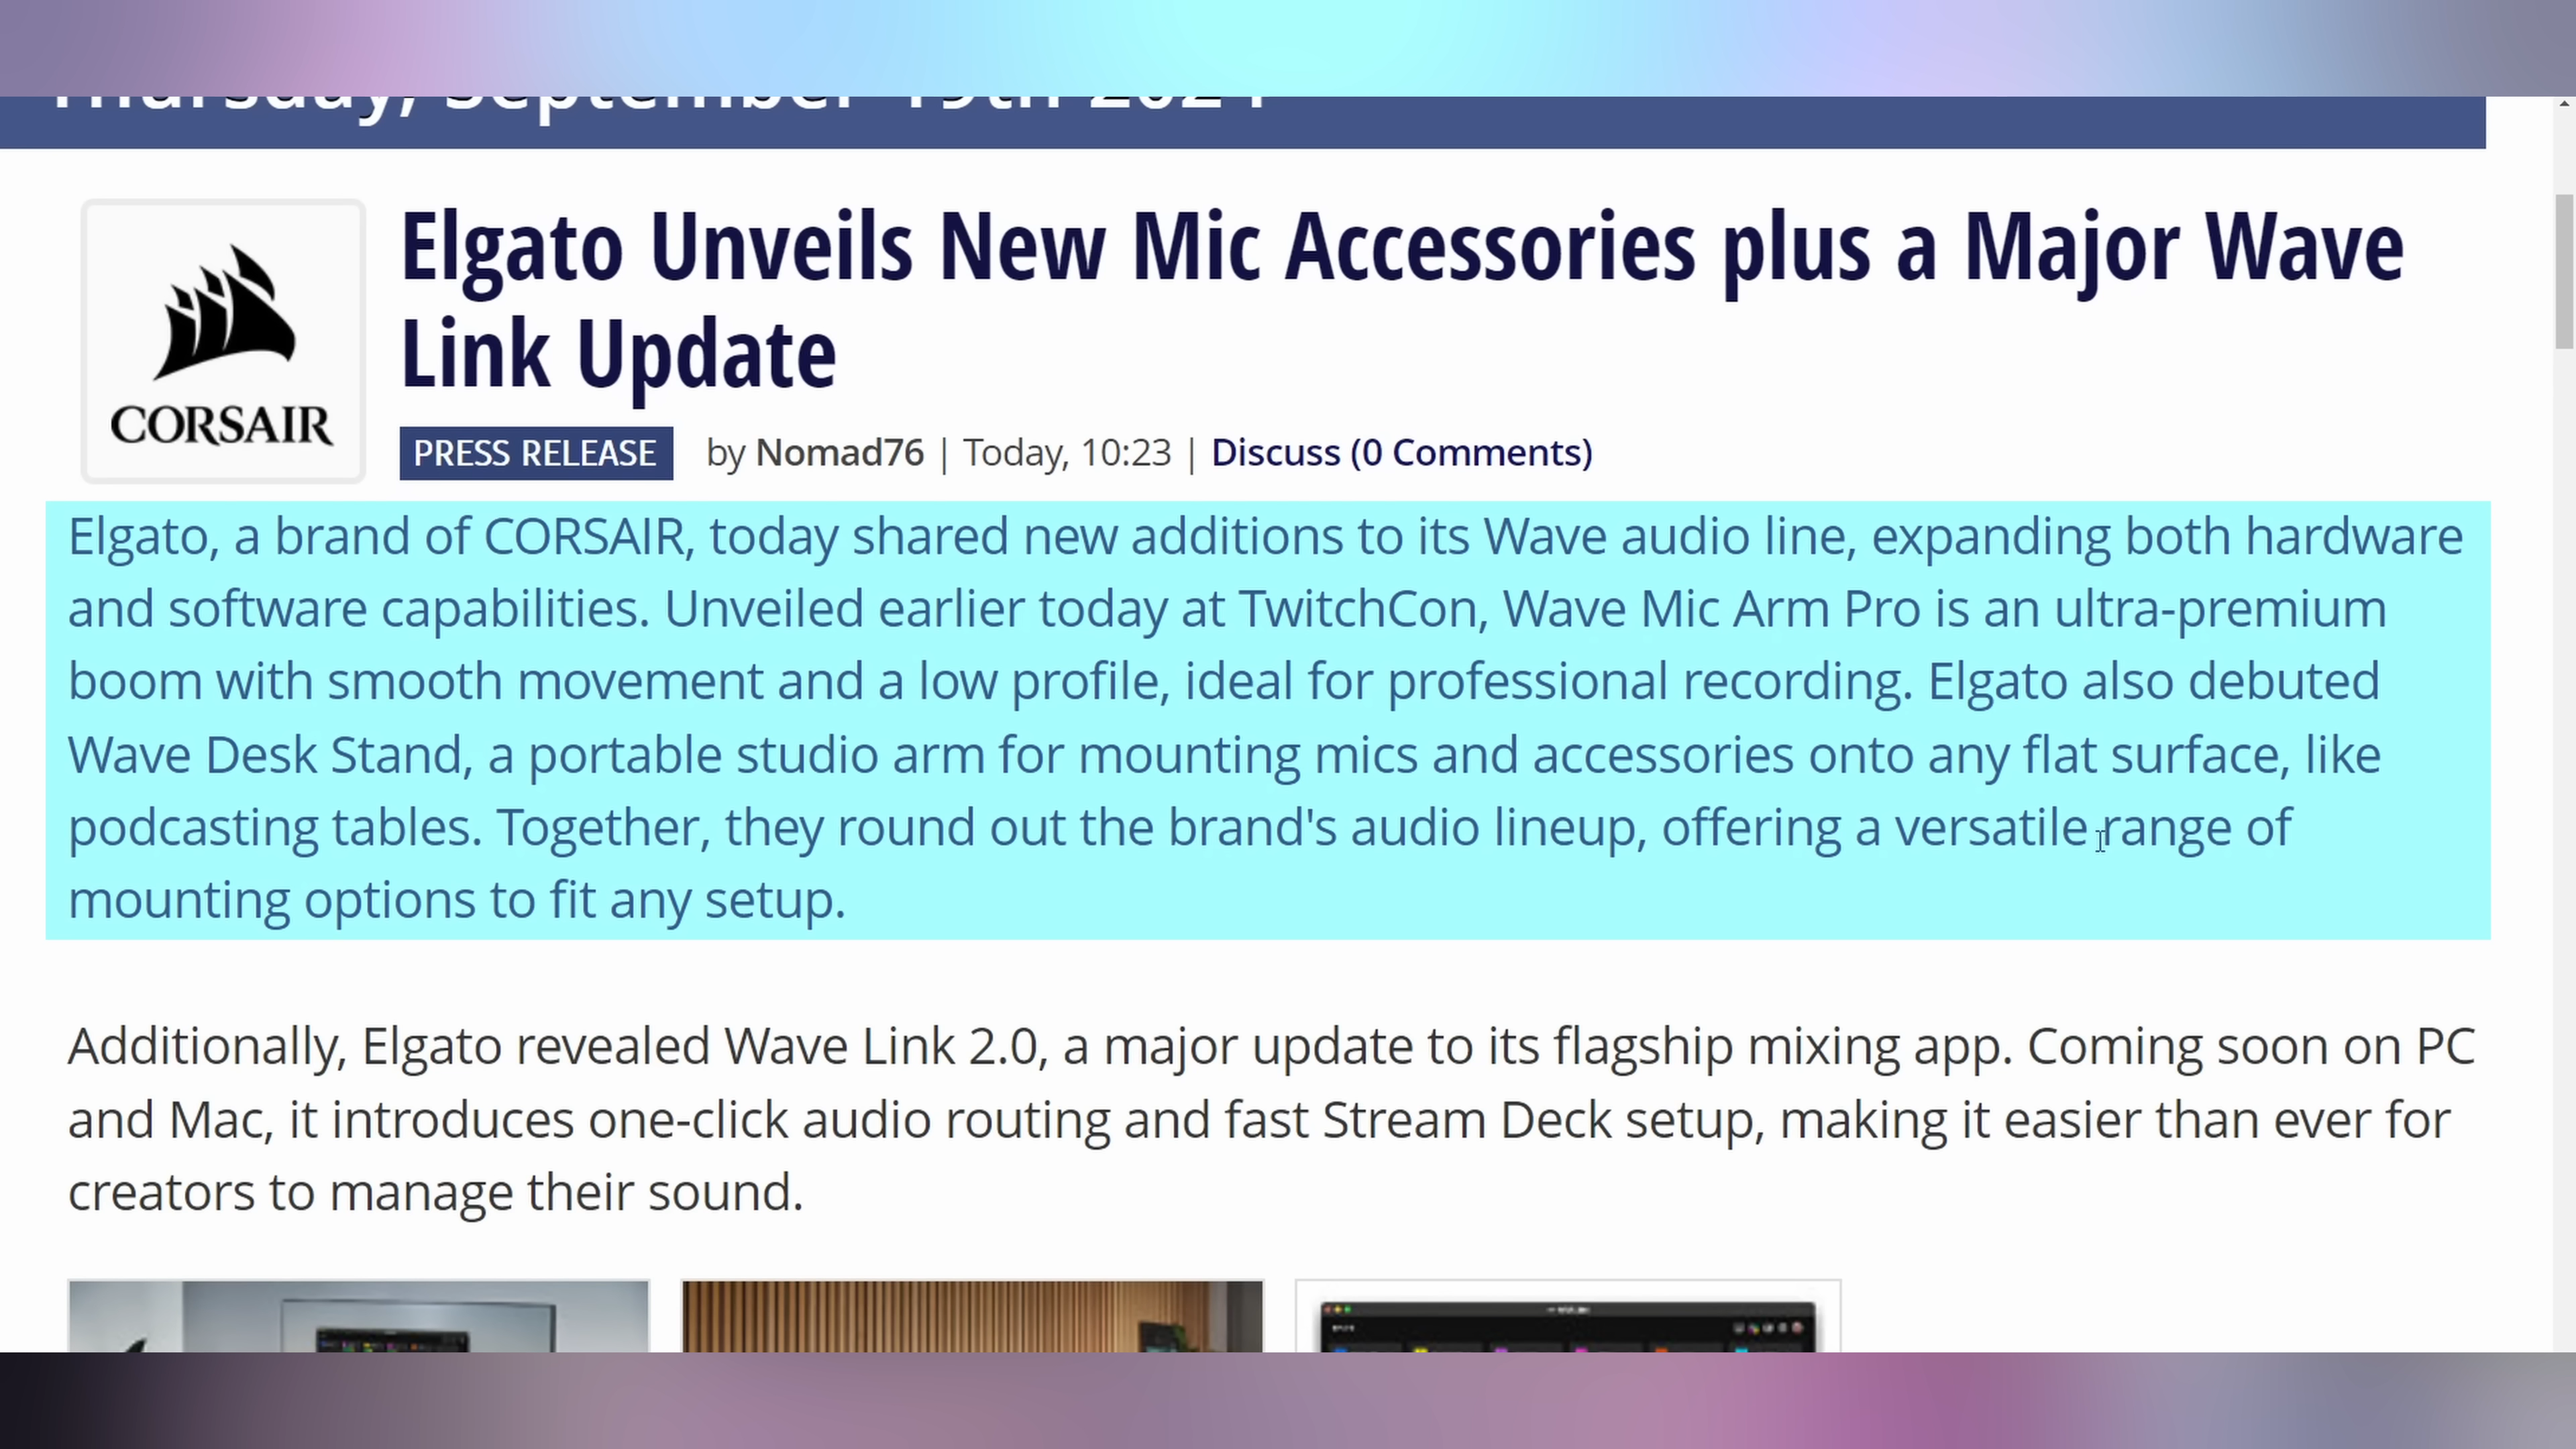 Thursday, September 19th 2024
Elgato Unveils New Mic Accessories plus a Major Wave
Link Update
CORSAIR
PRESS RELEASE by Nomad76 | Today, 10:23 | Discuss (0 Comments)
Elgato, a brand of CORSAIR, today shared new additions to its Wave audio line, expanding both hardware
and software capabilities. Unveiled earlier today at TwitchCon, Wave Mic Arm Pro is an ultra-premium
boom with smooth movement and a low profile, ideal for professional recording. Elgato also debuted
Wave Desk Stand, a portable studio arm for mounting mics and accessories onto any flat surface, like
podcasting tables. Together, they round out the brand's audio lineup, offering a versatile range of
mounting options to fit any setup.
Additionally, Elgato revealed Wave Link 2.0, a major update to its flagship mixing app. Coming soon on PC
and Mac, it introduces one-click audio routing and fast Stream Deck setup, making it easier than ever for
creators to manage their sound.